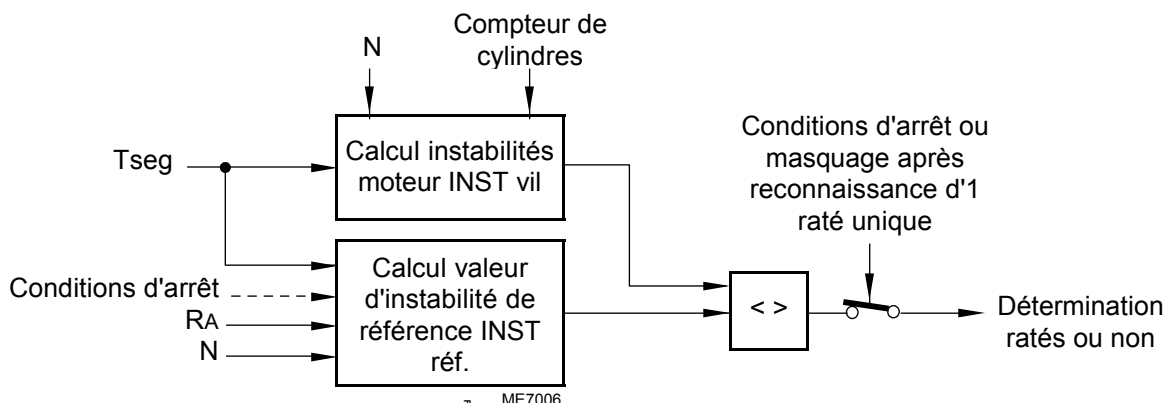 N
Compteur de
cylindres
Tseg
Calcul instabilités
moteur INST vil
Conditions d'arrêt ou
masquage après
reconnaissance d'1
raté unique
Conditions d'arrêt
RA
N
Calcul valeur
d'instabilité de
référence INST
réf.
< >
Détermination
ratés ou non
ME7006